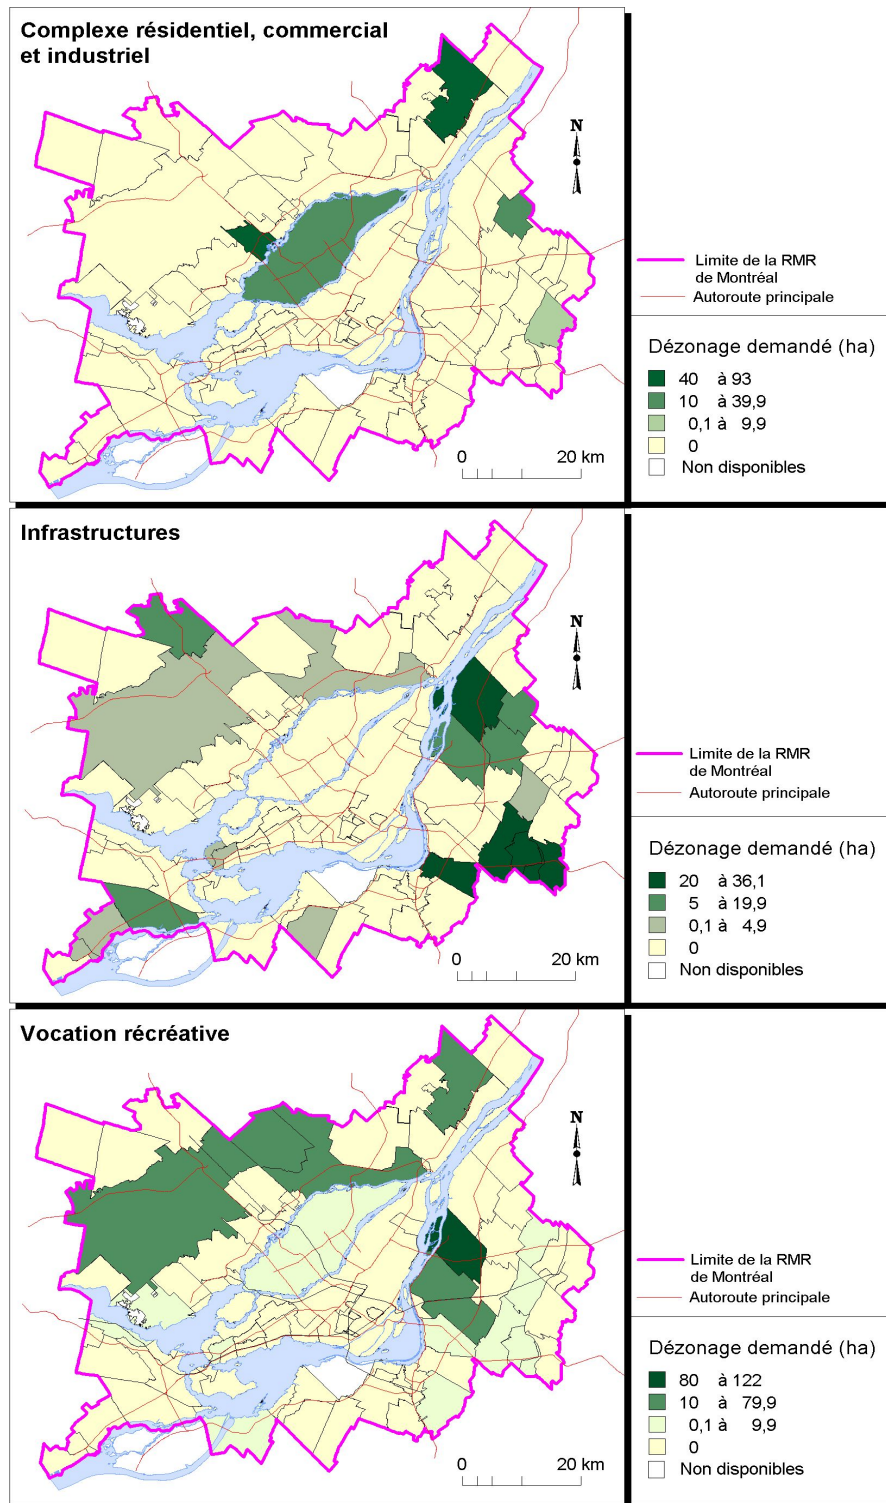 Complexe résidentiel, commercial
et industriel
N
0 20 km
Limite de la RMR
de Montréal
Autoroute principale
Dézonage demandé (ha)
40 à 93
10 à 39,9
0,1 à 9,9
0
Non disponibles
Infrastructures
N
0 20 km
Limite de la RMR
de Montréal
Autoroute principale
Dézonage demandé (ha)
20 à 36,1
5 à 19,9
0,1 à 4,9
0
Non disponibles
Vocation récréative
N
0 20 km
Limite de la RMR
de Montréal
Autoroute principale
Dézonage demandé (ha)
80 à 122
10 à 79,9
0,1 à 9,9
0
Non disponibles